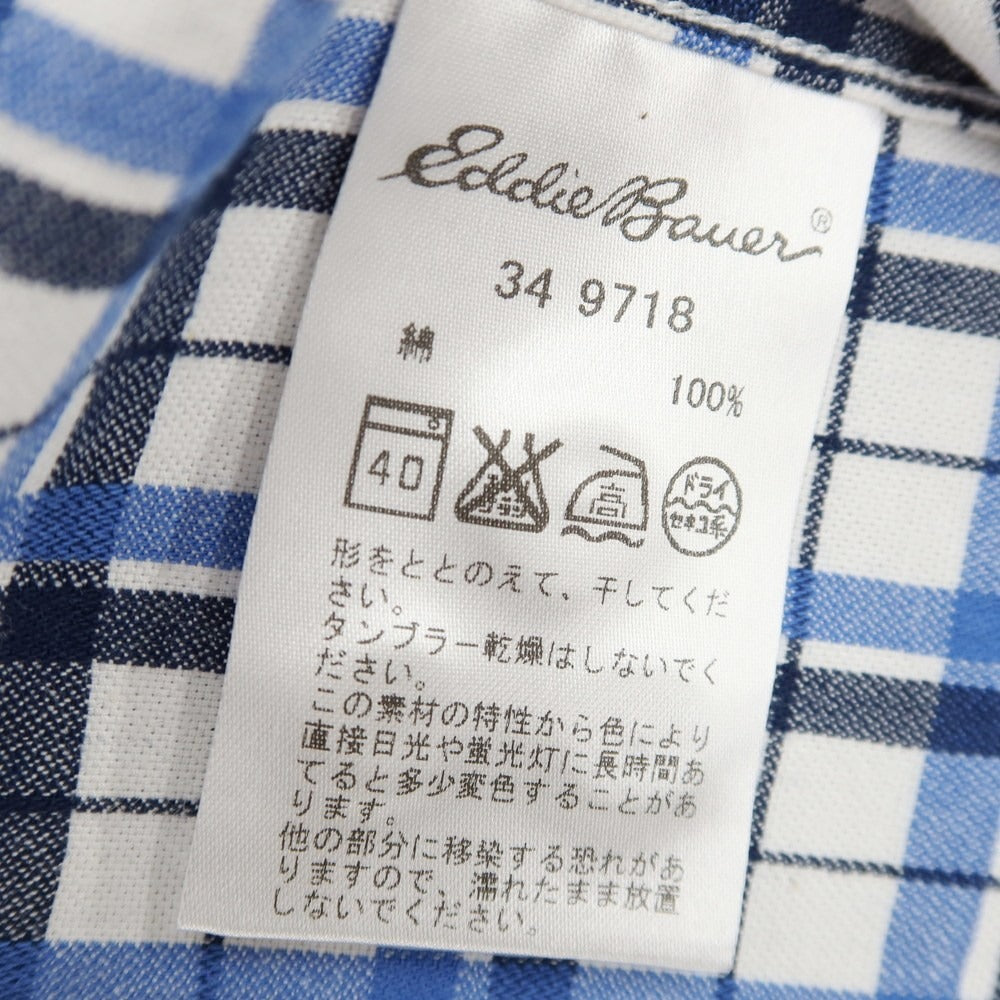 Eddie Bauer®
34 9718
綿
100%
40
高
ドライ
セキユ系
形をととのえて、干してくだ
さい。
タンブラー乾燥はしないでく
ださい。
この素材の特性から色により
直接日光や蛍光灯に長時間あ
てると多少変色することがあ
ります。
他の部分に移染する恐れがあ
りますので、濡れたまま放置
しないでください。